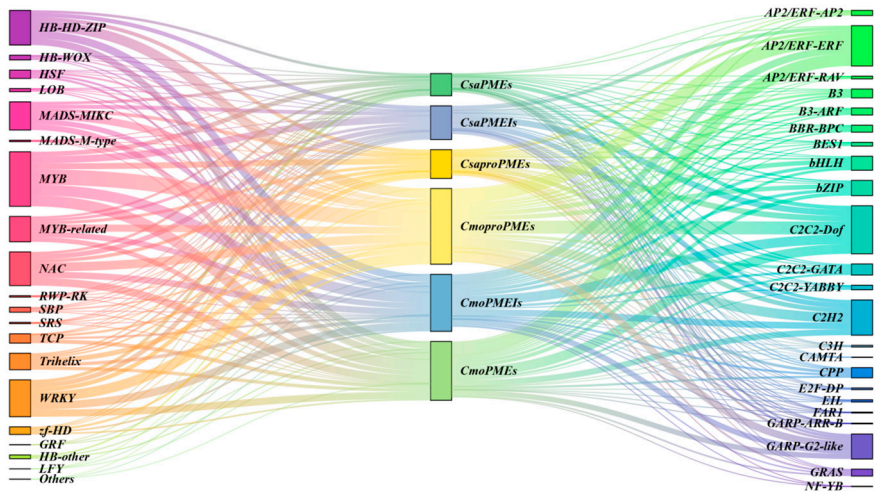 HB-HD-ZIP
HB-WOX
HSF
LOB
MADS-MIKC
MADS-M-type
MYB
MYB-related
NAC
RWP-RK
SBP
SRS
TCP
Trihelix
WRKY
zf-HD
GRF
HB-other
LFY
Others
CsaPMEs
CsaPMEIs
CsaproPMEs
CmoproPMEs
CmoPMEIs
CmoPMEs
AP2/ERF-AP2
AP2/ERF-ERF
AP2/ERF-RAV
B3
B3-ARF
BBR-BPC
BES1
bHLH
bZIP
C2C2-Dof
C2C2-GATA
C2C2-YABBY
C2H2
C3H
CAMTA
CPP
E2F-DP
EIL
FAR1
GARP-ARR-B
GARP-G2-like
GRAS
NF-YB